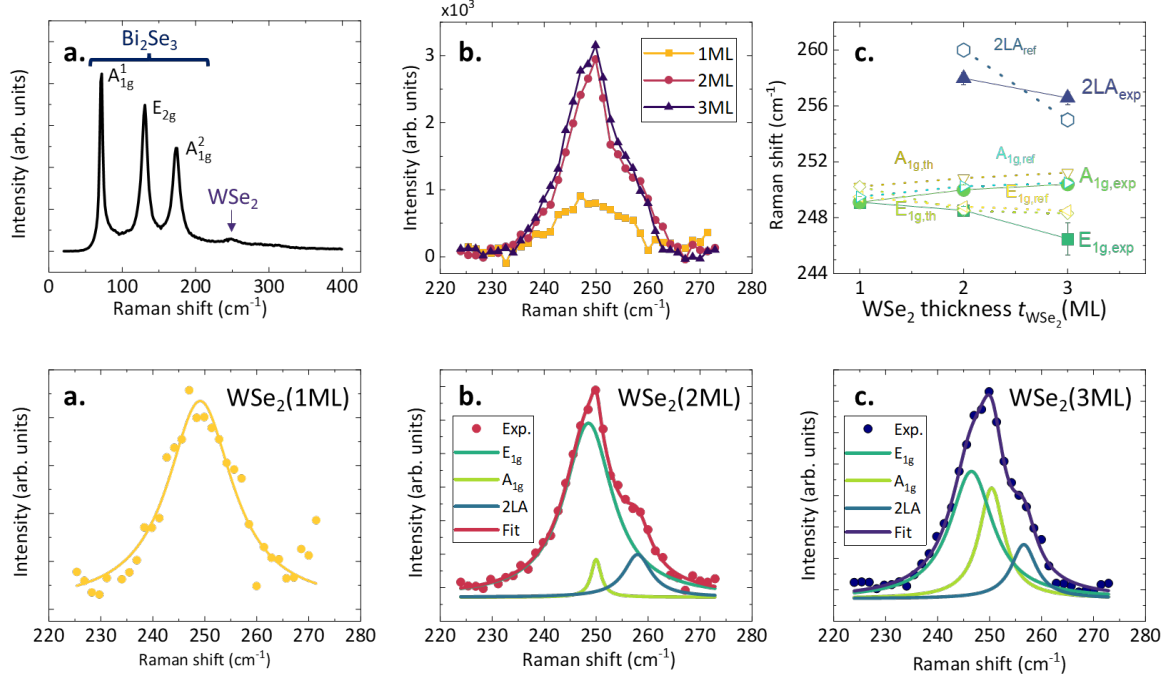 a.
Bi₂Se₃
A¹₁g
E₂g
A²₁g
WSe₂
Intensity (arb. units)
0 100 200 300 400
Raman shift (cm⁻¹)
b.
×10³
1ML
2ML
3ML
3
2
1
0
Intensity (arb. units)
224 230 240 250 260 270 280
Raman shift (cm⁻¹)
c.
2LAref
2LAexp
A₁g,th
A₁g,ref
A₁g,exp
E₁g,ref
E₁g,th
E₁g,exp
260
256
252
248
244
Raman shift (cm⁻¹)
1 2 3
WSe₂ thickness tWSe₂(ML)
a.
WSe₂(1ML)
Intensity (arb. units)
220 230 240 250 260 270 280
Raman shift (cm⁻¹)
b.
WSe₂(2ML)
Exp.
E₁g
A₁g
2LA
Fit
Intensity (arb. units)
220 230 240 250 260 270 280
Raman shift (cm⁻¹)
c.
WSe₂(3ML)
Exp.
E₁g
A₁g
2LA
Fit
Intensity (arb. units)
220 230 240 250 260 270 280
Raman shift (cm⁻¹)